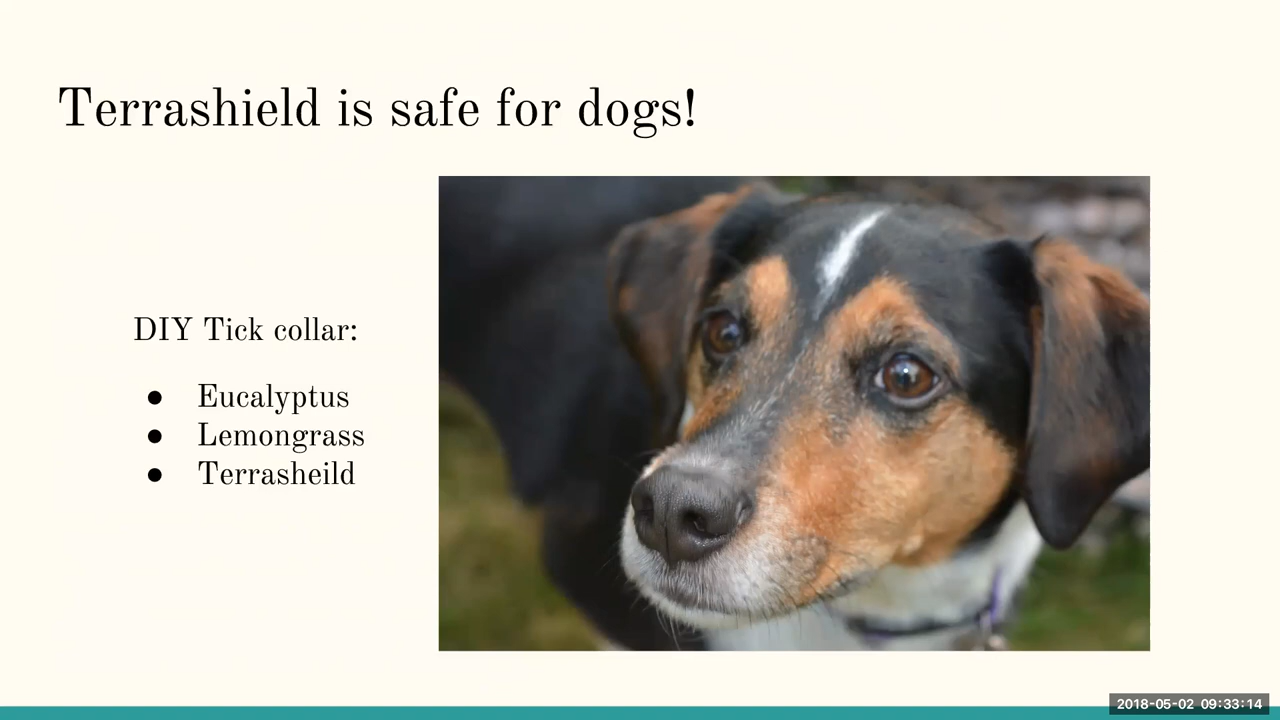 Terrashield is safe for dogs!
DIY Tick collar:
● Eucalyptus
● Lemongrass
● Terrasheild
2018-05-02 09:33:14